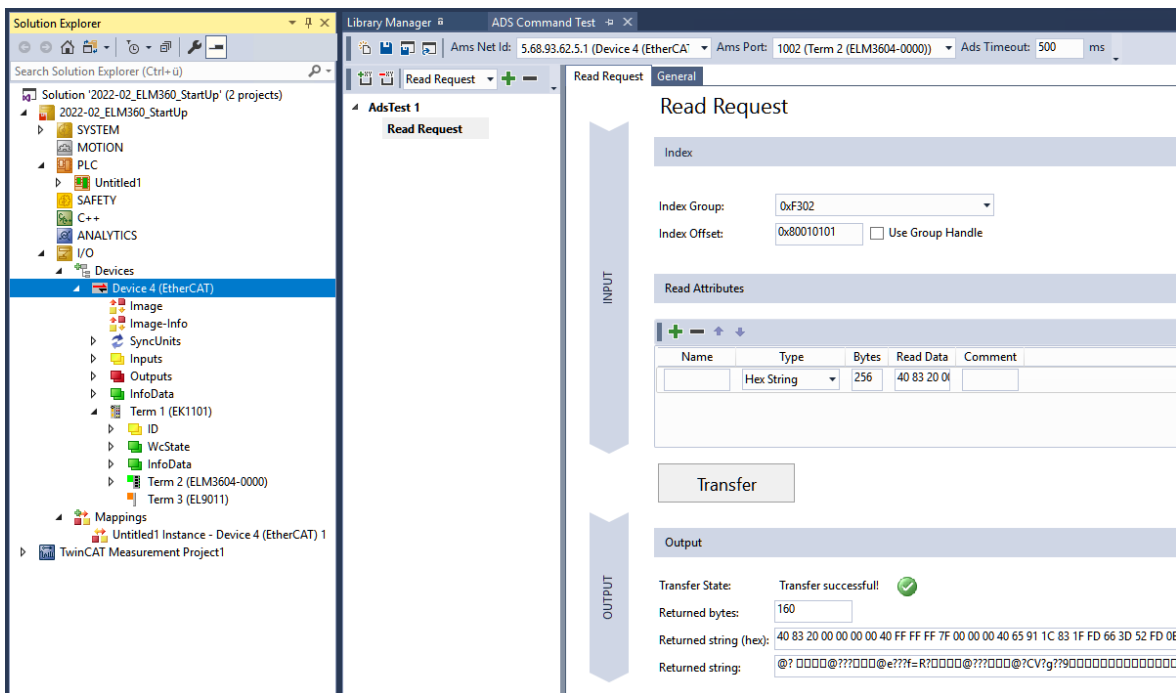 Solution Explorer
Search Solution Explorer (Ctrl+ü)
Solution '2022-02_ELM360_StartUp' (2 projects)
2022-02_ELM360_StartUp
SYSTEM
MOTION
PLC
Untitled1
SAFETY
C++
ANALYTICS
I/O
Devices
Device 4 (EtherCAT)
Image
Image-Info
SyncUnits
Inputs
Outputs
InfoData
Term 1 (EK1101)
ID
WcState
InfoData
Term 2 (ELM3604-0000)
Term 3 (EL9011)
Mappings
Untitled1 Instance - Device 4 (EtherCAT) 1
TwinCAT Measurement Project1
Library Manager
ADS Command Test
Ams Net Id: 5.68.93.62.5.1 (Device 4 (EtherCAT Ams Port: 1002 (Term 2 (ELM3604-0000)) Ads Timeout: 500 ms
Read Request
AdsTest 1
Read Request
Read Request General
Read Request
INPUT
Index
Index Group: 0xF302
Index Offset: 0x80010101 Use Group Handle
Read Attributes
Name Type Bytes Read Data Comment
Hex String 256 40 83 20 00
Transfer
OUTPUT
Output
Transfer State: Transfer successful!
Returned bytes: 160
Returned string (hex): 40 83 20 00 00 00 00 40 FF FF FF 7F 00 00 00 40 65 91 1C 83 1F FD 66 3D 52 FD 0E
Returned string: @? □□□□@???□□□@e???f=R?□□□□@???□□□@?CV?g??9□□□□□□□□□□□□□